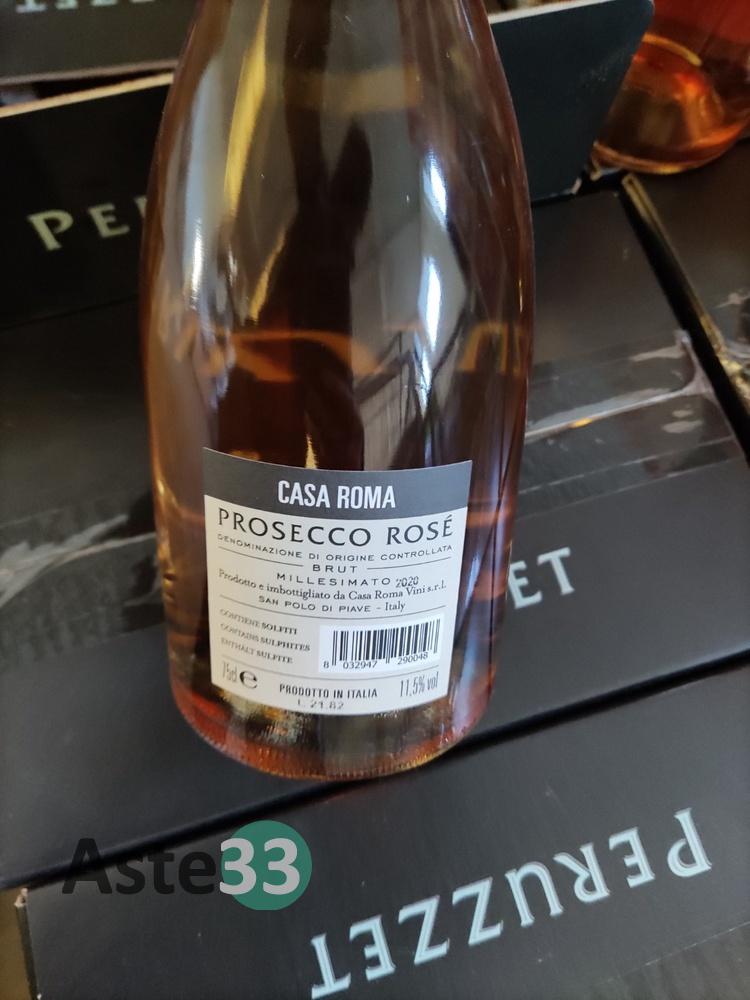 PE
CASA ROMA
PROSECCO ROSÉ
DENOMINAZIONE DI ORIGINE CONTROLLATA
BRUT
MILLESIMATO 2020
Prodotto e imbottigliato da Casa Roma Vini s.r.l.
SAN POLO DI PIAVE - Italy
CONTIENE SOLFITI
CONTAINS SULPHITES
ENTHÄLT SULFITE
8 032947 290048
75cl e
PRODOTTO IN ITALIA
11,5% vol
L 21.82
ET
PERUZZET
Aste33